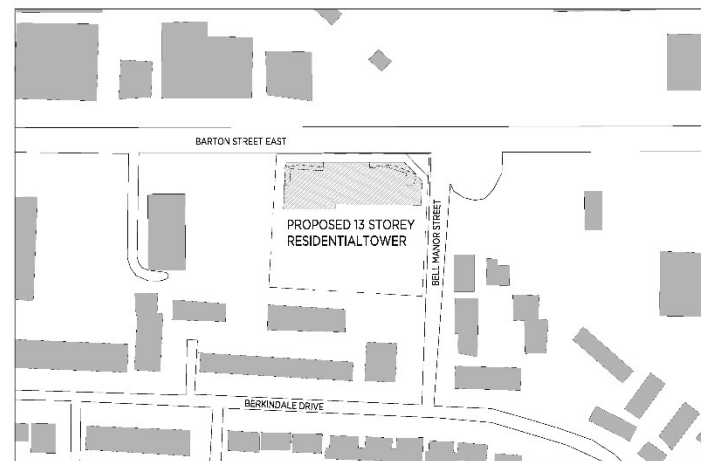 BARTON STREET EAST
PROPOSED 13 STOREY
RESIDENTIALTOWER
BELL MANOR STREET
BERKINDALE DRIVE